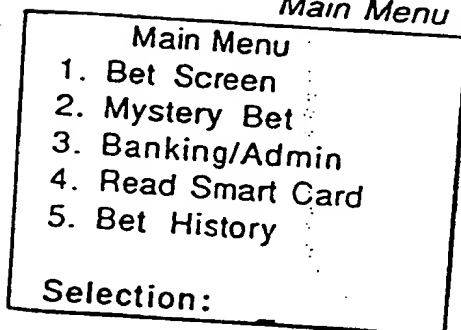 Main Menu
Main Menu
1. Bet Screen
2. Mystery Bet
3. Banking/Admin
4. Read Smart Card
5. Bet History
Selection: _